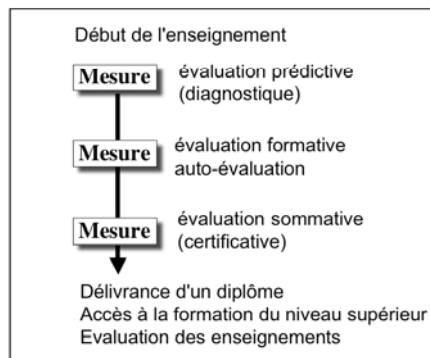 Début de l'enseignement
Mesure évaluation prédictive
(diagnostique)
Mesure évaluation formative
auto-évaluation
Mesure évaluation sommative
(certificative)
Délivrance d'un diplôme
Accès à la formation du niveau supérieur
Evaluation des enseignements